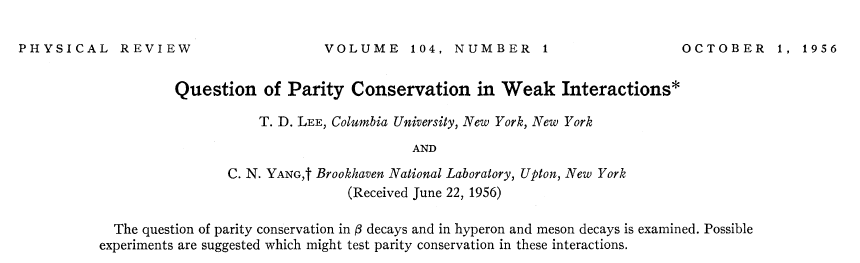 PHYSICAL REVIEW VOLUME 104, NUMBER 1 OCTOBER 1, 1956
Question of Parity Conservation in Weak Interactions*
T. D. LEE, Columbia University, New York, New York
AND
C. N. YANG,† Brookhaven National Laboratory, Upton, New York
(Received June 22, 1956)
The question of parity conservation in β decays and in hyperon and meson decays is examined. Possible
experiments are suggested which might test parity conservation in these interactions.